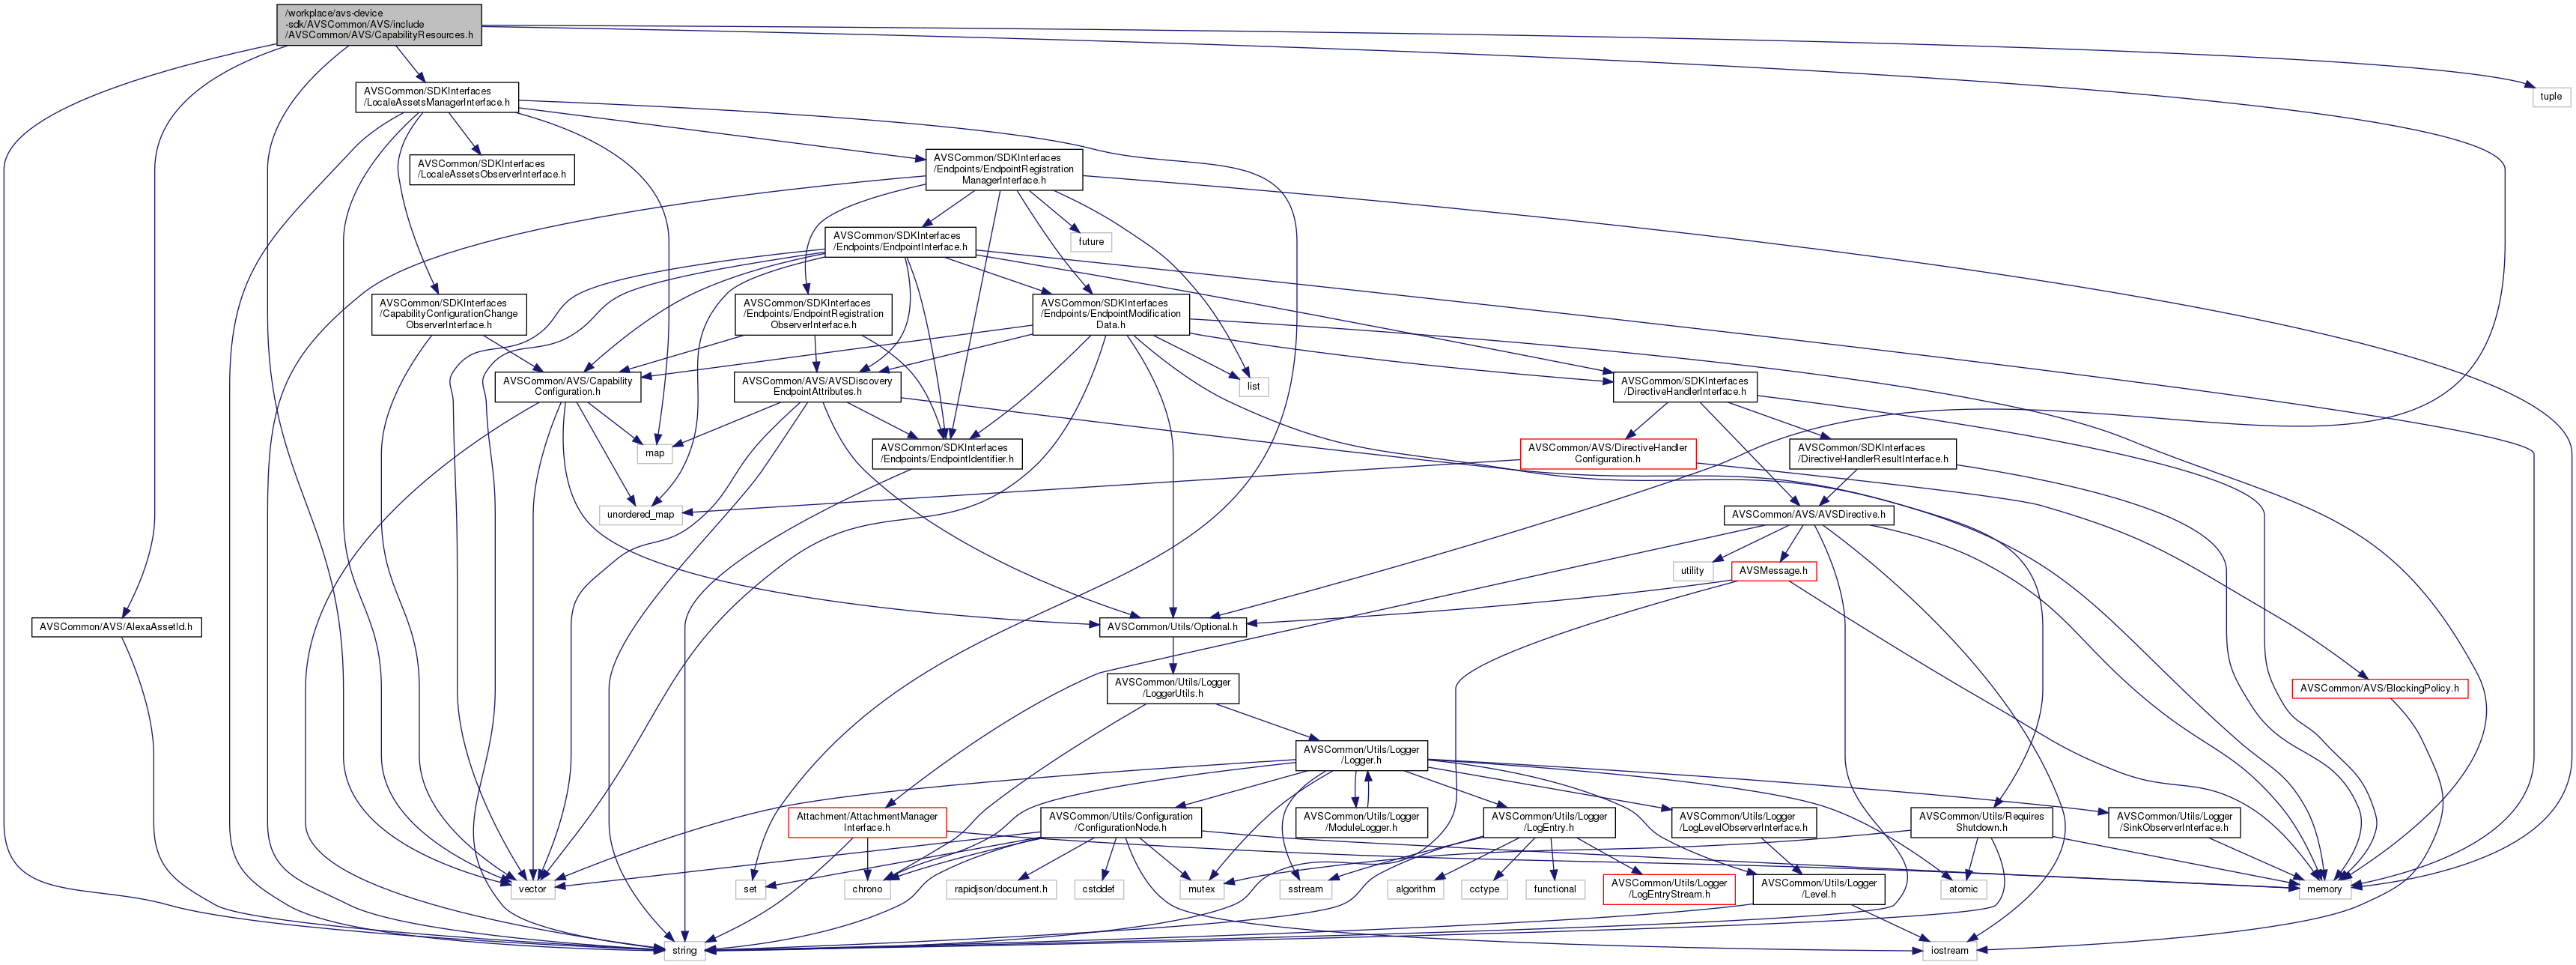 /workplace/avs-device
-sdk/AVSCommon/AVS/include
/AVSCommon/AVS/CapabilityResources.h
AVSCommon/SDKInterfaces
/LocaleAssetsManagerInterface.h
tuple
AVSCommon/SDKInterfaces
/LocaleAssetsObserverInterface.h
AVSCommon/SDKInterfaces
/Endpoints/EndpointRegistration
ManagerInterface.h
AVSCommon/SDKInterfaces
/Endpoints/EndpointInterface.h
future
AVSCommon/SDKInterfaces
/CapabilityConfigurationChange
ObserverInterface.h
AVSCommon/SDKInterfaces
/Endpoints/EndpointRegistration
ObserverInterface.h
AVSCommon/SDKInterfaces
/Endpoints/EndpointModification
Data.h
AVSCommon/AVS/Capability
Configuration.h
AVSCommon/AVS/AVSDiscovery
EndpointAttributes.h
list
AVSCommon/SDKInterfaces
/DirectiveHandlerInterface.h
map
AVSCommon/SDKInterfaces
/Endpoints/EndpointIdentifier.h
AVSCommon/AVS/DirectiveHandler
Configuration.h
AVSCommon/SDKInterfaces
/DirectiveHandlerResultInterface.h
unordered_map
AVSCommon/AVS/AVSDirective.h
utility
AVSMessage.h
AVSCommon/AVS/AlexaAssetId.h
AVSCommon/Utils/Optional.h
AVSCommon/Utils/Logger
/LoggerUtils.h
AVSCommon/AVS/BlockingPolicy.h
AVSCommon/Utils/Logger
/Logger.h
Attachment/AttachmentManager
Interface.h
AVSCommon/Utils/Configuration
/ConfigurationNode.h
AVSCommon/Utils/Logger
/ModuleLogger.h
AVSCommon/Utils/Logger
/LogEntry.h
AVSCommon/Utils/Logger
/LogLevelObserverInterface.h
AVSCommon/Utils/Requires
Shutdown.h
AVSCommon/Utils/Logger
/SinkObserverInterface.h
vector
set
chrono
rapidjson/document.h
cstddef
mutex
sstream
algorithm
cctype
functional
AVSCommon/Utils/Logger
/LogEntryStream.h
AVSCommon/Utils/Logger
/Level.h
atomic
memory
string
iostream